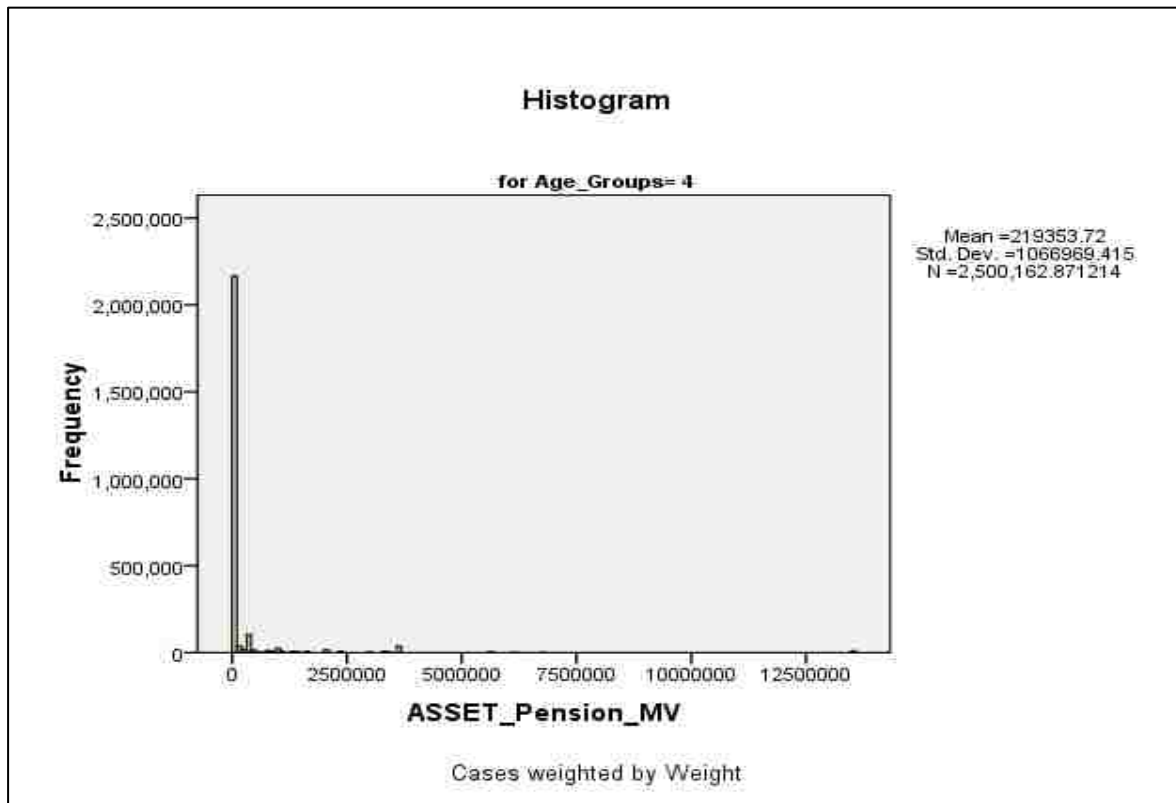 Histogram
for Age_Groups= 4
Mean =219353.72
Std. Dev. =1066969.415
N =2,500,162.871214
Frequency
2,500,000
2,000,000
1,500,000
1,000,000
500,000
0
0 2500000 5000000 7500000 10000000 12500000
ASSET_Pension_MV
Cases weighted by Weight